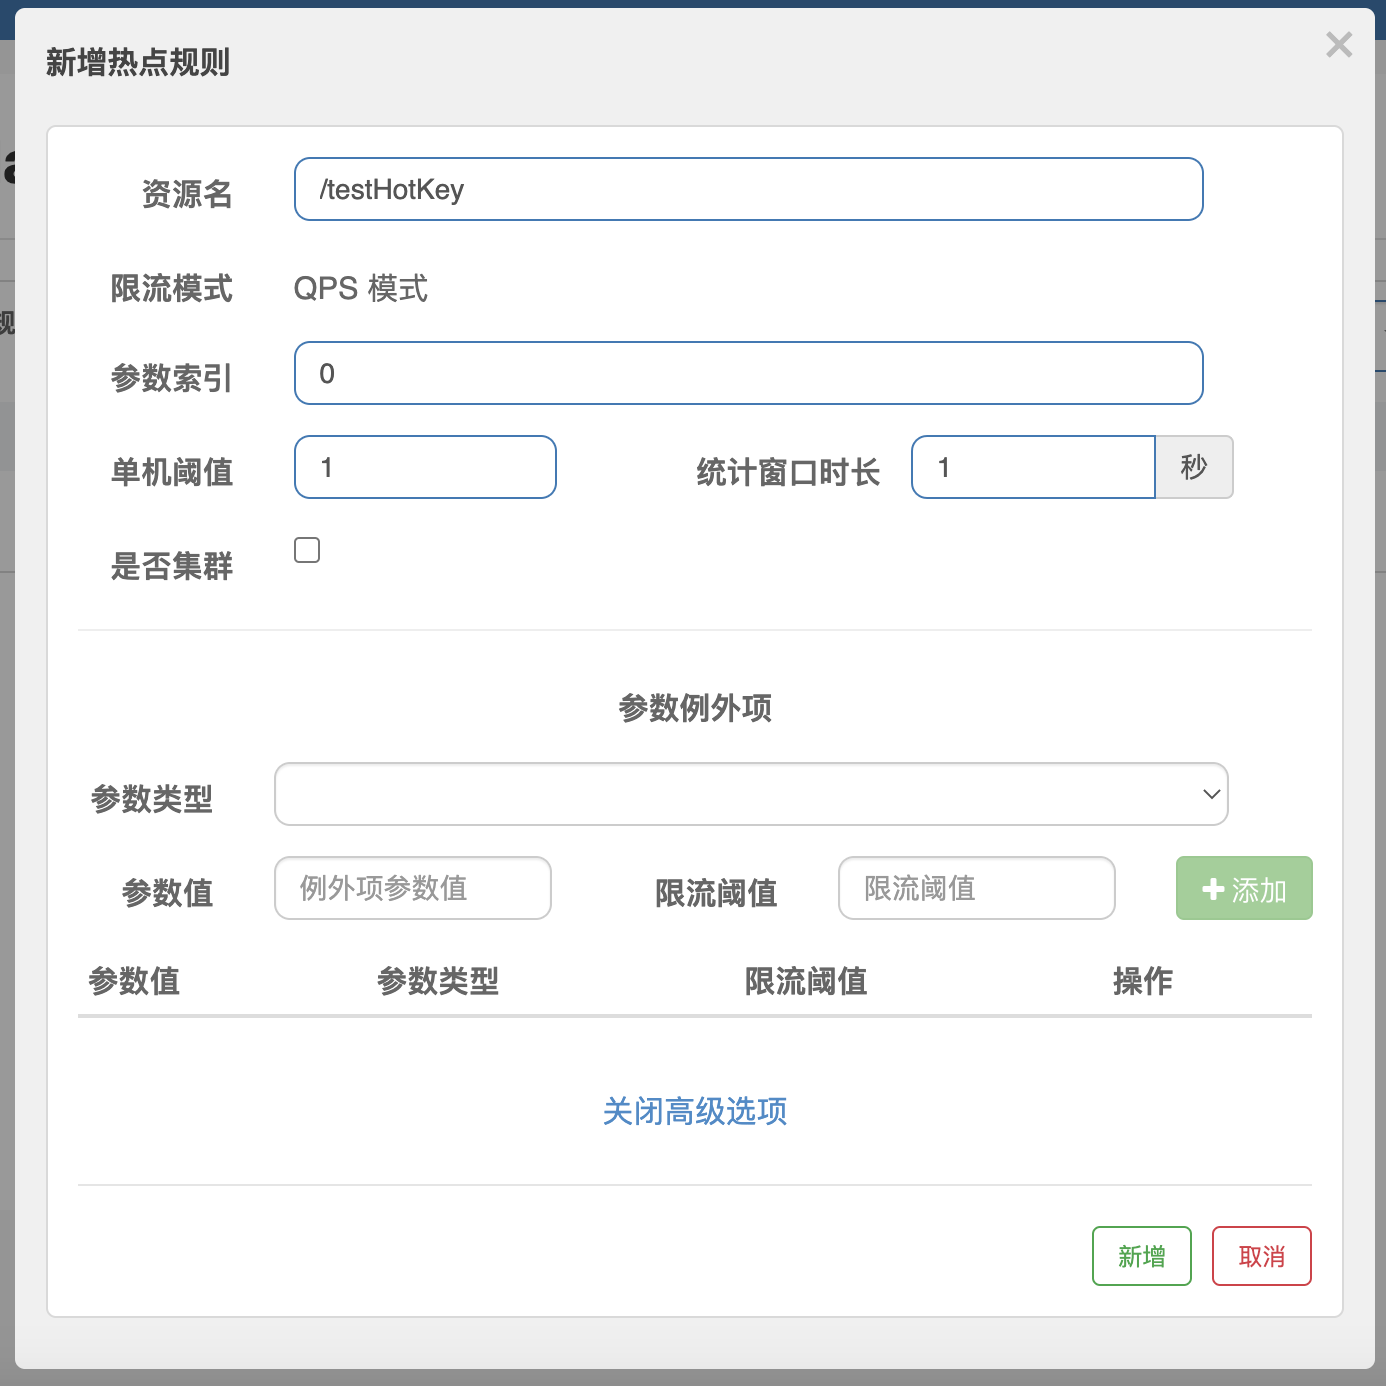 新增热点规则
×
资源名 /testHotKey
限流模式 QPS 模式
参数索引 0
单机阈值 1 统计窗口时长 1 秒
是否集群
参数例外项
参数类型
参数值 例外项参数值 限流阈值 限流阈值 添加
参数值 参数类型 限流阈值 操作
关闭高级选项
新增 取消